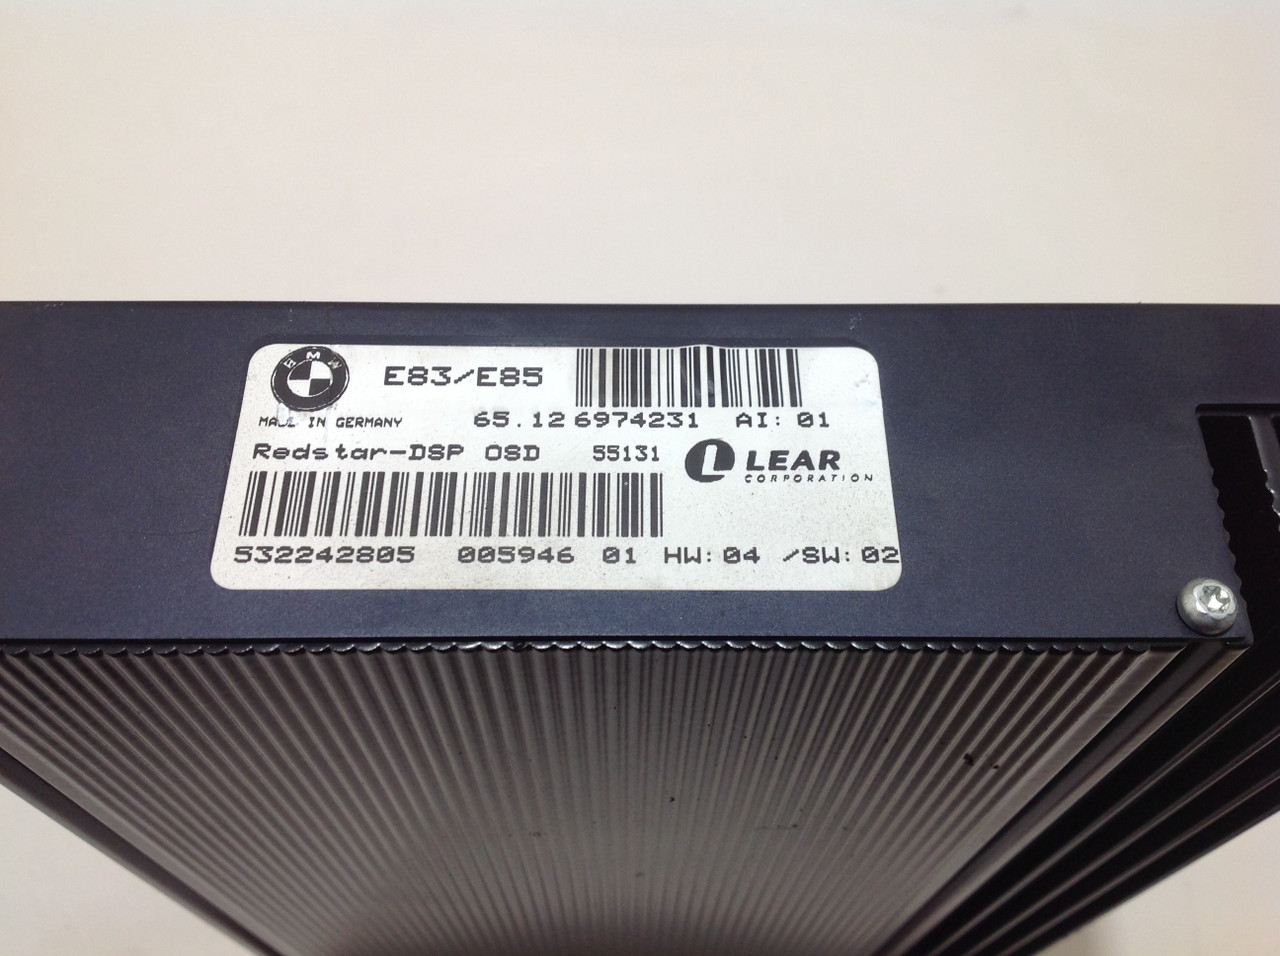 BMW
E83/E85
MADE IN GERMANY
65.12 6974231 AI: 01
Redstar-DSP OSD 55131
LEAR
CORPORATION
532242805 005946 01 HW: 04 /SW: 02